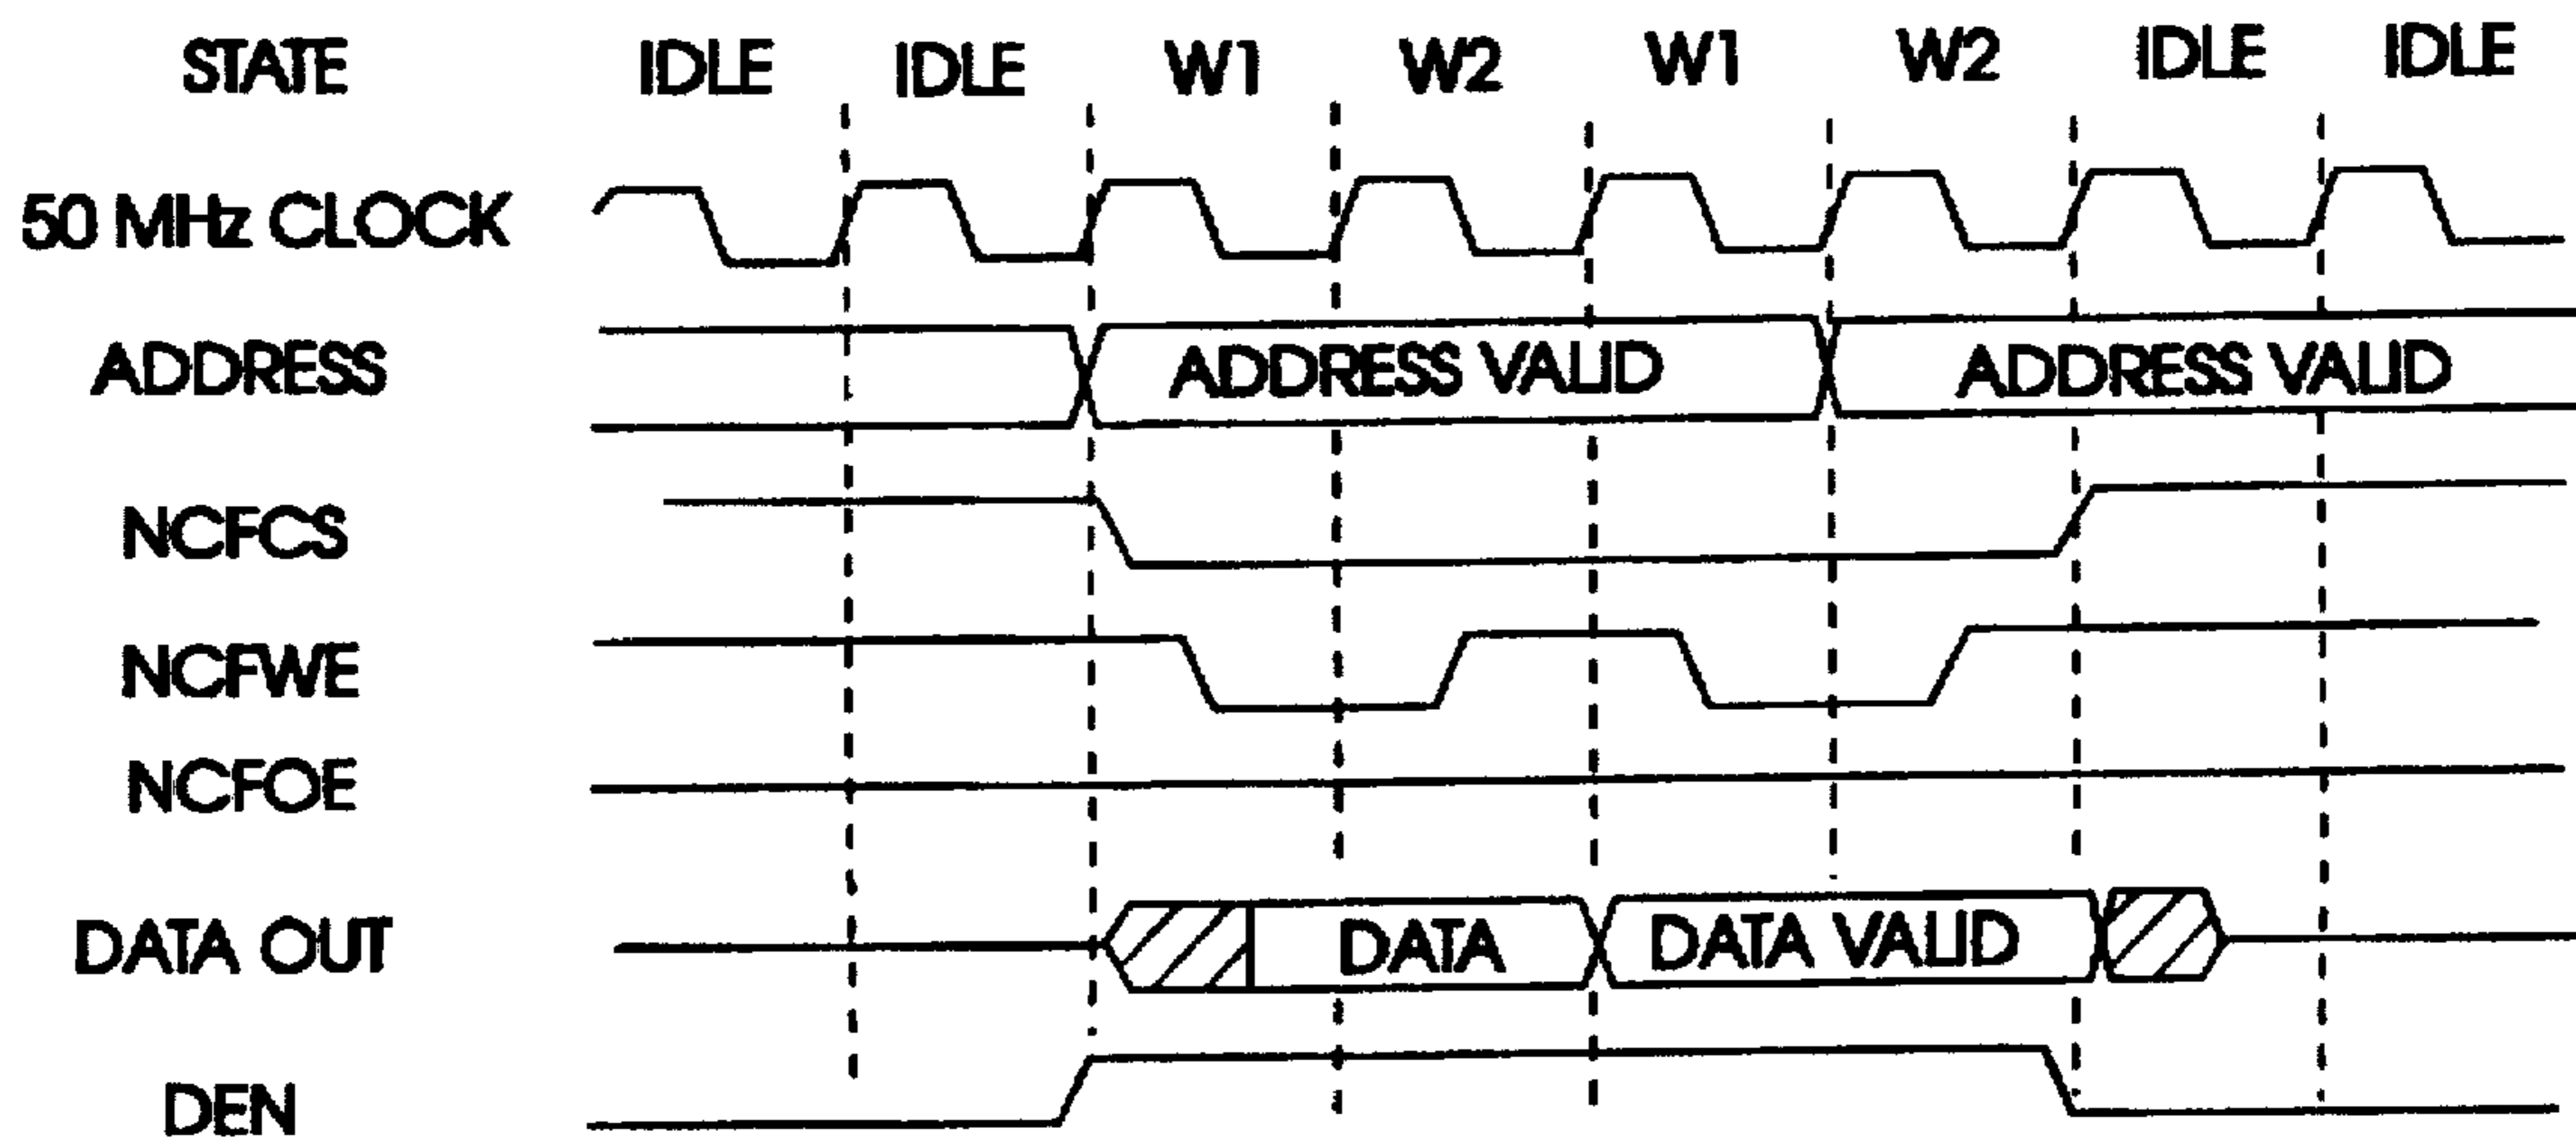 STATE IDLE IDLE W1 W2 W1 W2 IDLE IDLE
50 MHz CLOCK
ADDRESS ADDRESS VALID ADDRESS VALID
NCFCS
NCFWE
NCFOE
DATA OUT DATA DATA VALID
DEN